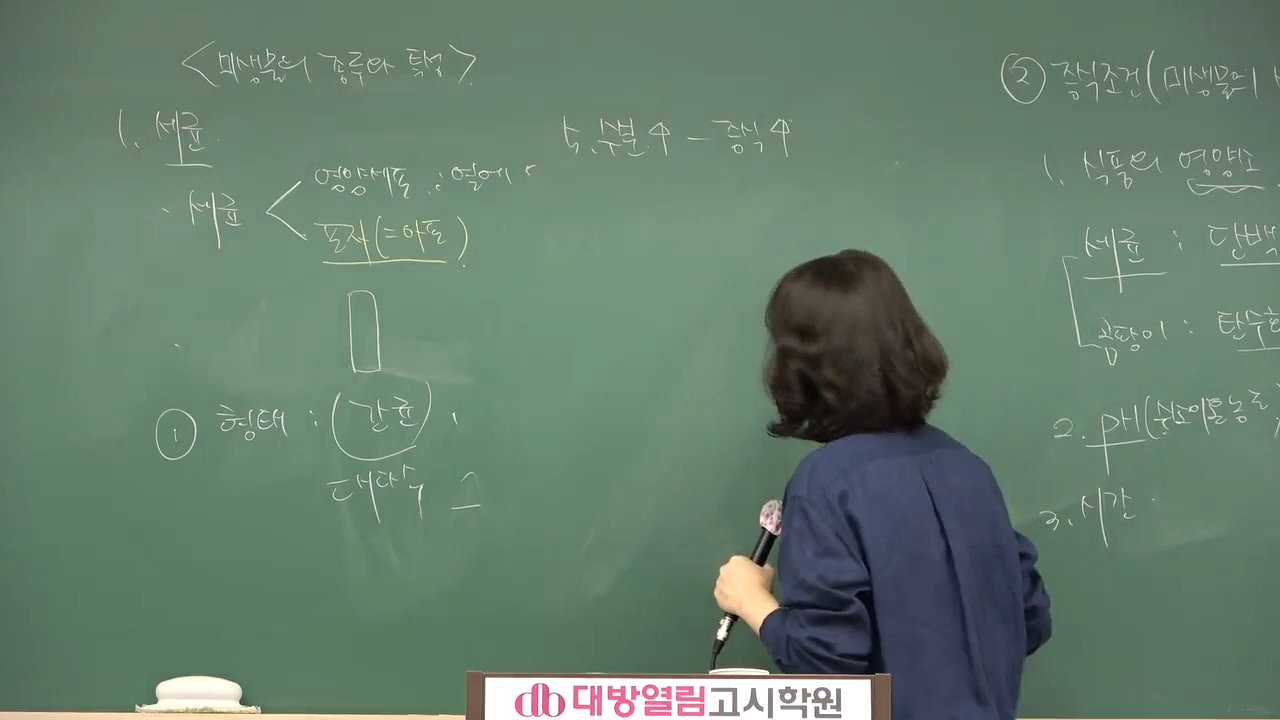 <미생물의 종류와 특성>
1. 세균
· 세균 < 영양세포 : 열에
포자(=아포)
① 형태 : (간균),
대다수
5. 수분↑ - 증식↑
② 증식조건(미생물의
1. 식품의 영양소
세균 : 단백
곰팡이 : 탄수화
2. pH(수소이온농도)
3. 시간
db 대방열림고시학원